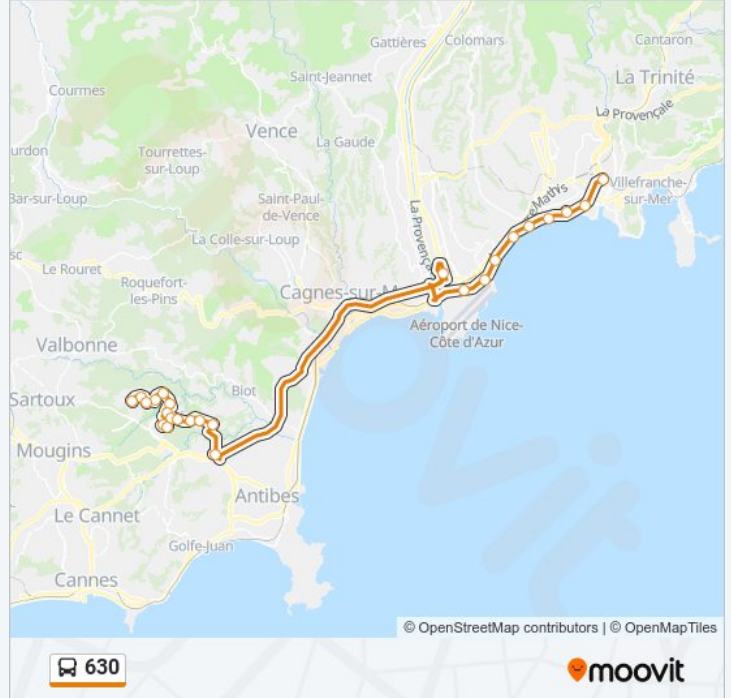 Gattières
Colomars
Cantaron
La Trinité
Saint-Jeannet
Courmes
La Provençale
Vence
La Gaude
urdon
Tourrettes-
sur-Loup
Villefranche-
sur-Mer
Mathis
Bar-sur-Loup
Saint-Paul
de-Vence
La Provença
La Colle-sur-Loup
sc
Le Rouret
Roquefort-
les-Pins
Cagnes-sur-M
Aéroport de Nice-
Côte d'Azur
Valbonne
Biot
Sartoux
Mougins
Antibes
Le Cannet
Golfe-Juan
Cannes
© OpenStreetMap contributors | © OpenMapTiles
630
moovit